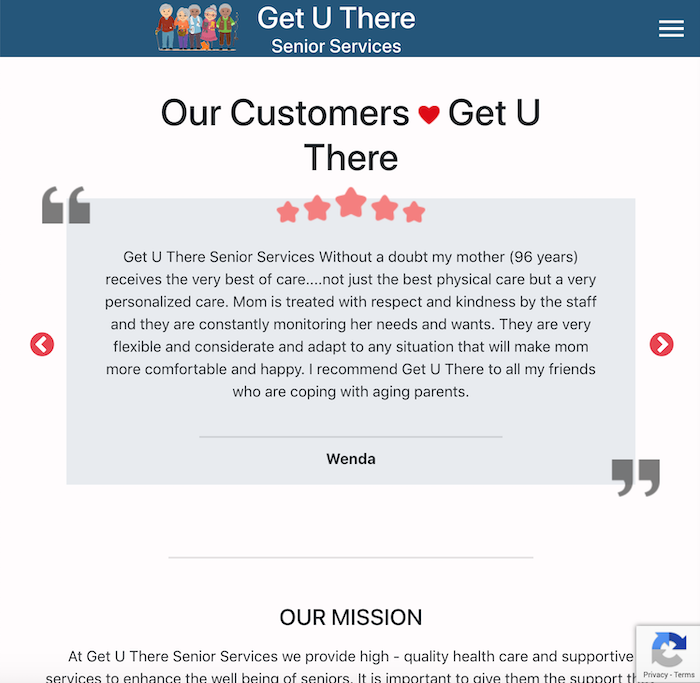 Get U There
Senior Services
Our Customers ❤ Get U
There
Get U There Senior Services Without a doubt my mother (96 years)
receives the very best of care....not just the best physical care but a very
personalized care. Mom is treated with respect and kindness by the staff
and they are constantly monitoring her needs and wants. They are very
flexible and considerate and adapt to any situation that will make mom
more comfortable and happy. I recommend Get U There to all my friends
who are coping with aging parents.
Wenda
OUR MISSION
At Get U There Senior Services we provide high - quality health care and supportive
services to enhance the well being of seniors. It is important to give them the support
Privacy - Terms